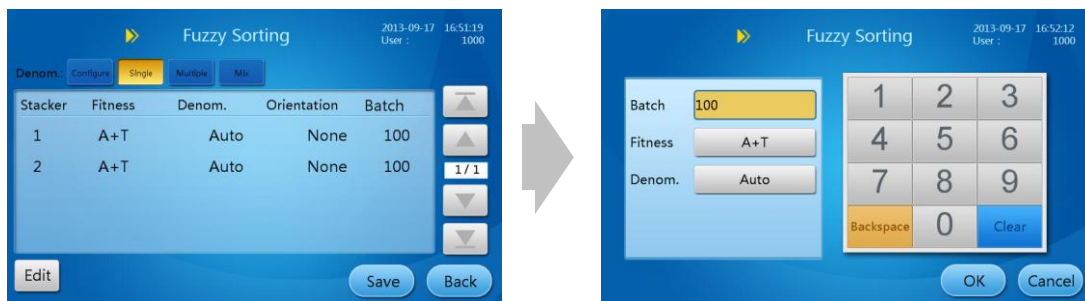 Fuzzy Sorting
2013-09-17 16:51:19
User : 1000
Denom.: Configure Single Multiple Mix
Stacker Fitness Denom. Orientation Batch
1 A+T Auto None 100
2 A+T Auto None 100
1/1
Edit
Save
Back
Fuzzy Sorting
2013-09-17 16:52:12
User : 1000
Batch 100
Fitness A+T
Denom. Auto
1 2 3
4 5 6
7 8 9
Backspace 0 Clear
OK
Cancel